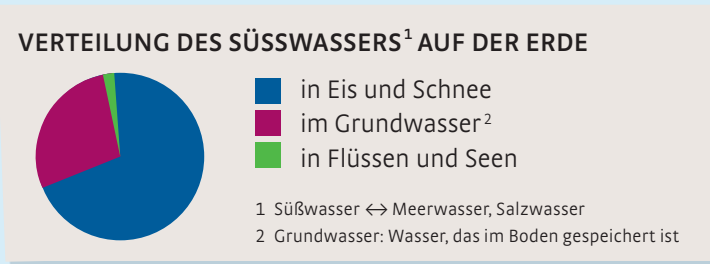 VERTEILUNG DES SÜSSWASSERS¹ AUF DER ERDE
in Eis und Schnee
im Grundwasser²
in Flüssen und Seen
1 Süßwasser ↔ Meerwasser, Salzwasser
2 Grundwasser: Wasser, das im Boden gespeichert ist